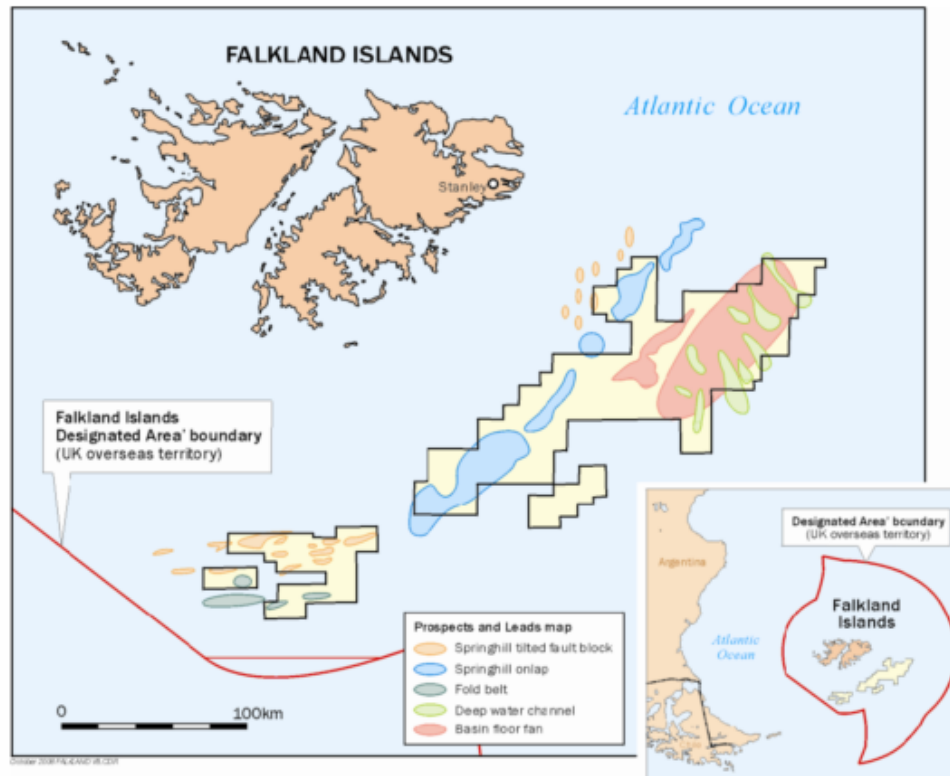 FALKLAND ISLANDS
Atlantic Ocean
Stanley
Falkland Islands
Designated Area' boundary
(UK overseas territory)
Prospects and Leads map
Springhill tilted fault block
Springhill onlap
Fold belt
Deep water channel
Basin floor fan
0
100km
Designated Area' boundary
(UK overseas territory)
Argentina
Falkland
Islands
Atlantic
Ocean